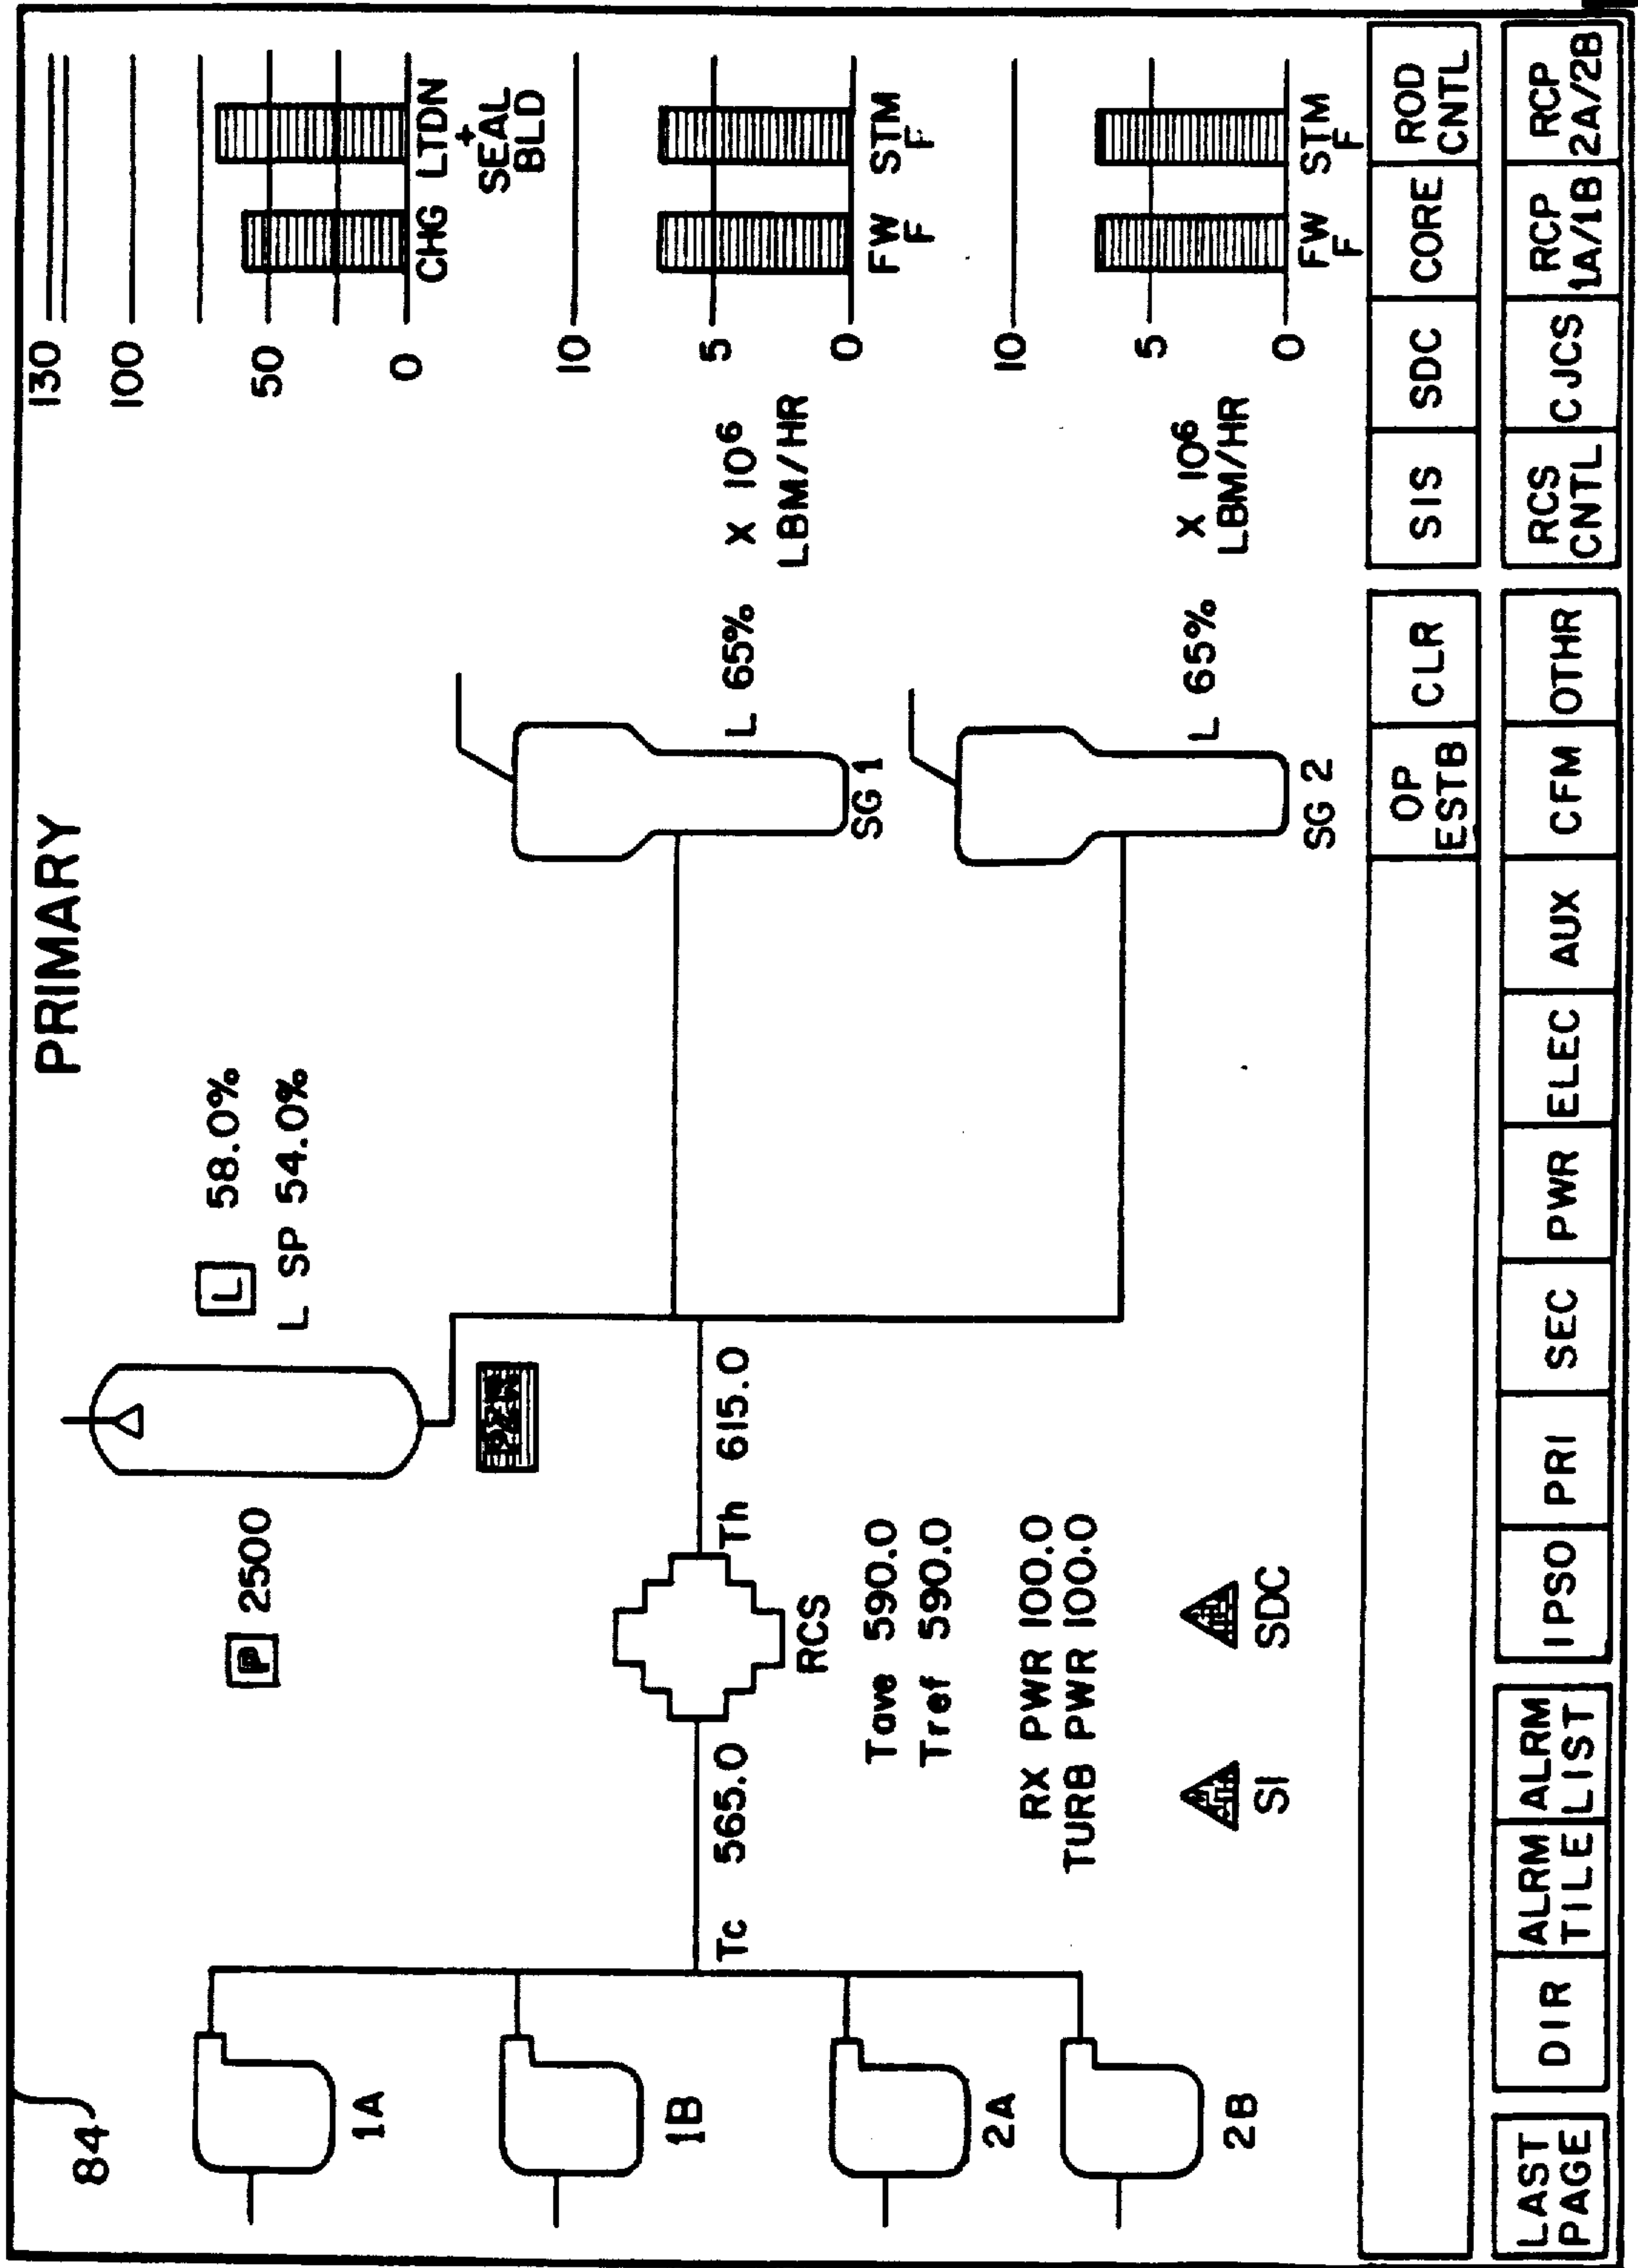 84
PRIMARY
P 2500
L 58.0%
L SP 54.0%
130
100
50
0
CHG LTDN
+
SEAL
BLD
1A
1B
2A
2B
Tc 565.0
Th 615.0
RCS
Tave 590.0
Tref 590.0
RX PWR 100.0
TURB PWR 100.0
SI
SDC
SG 1
L 65%
X 10⁶
LBM/HR
10
5
0
FW STM
F F
SG 2
L 65%
X 10⁶
LBM/HR
10
5
0
FW STM
F F
OP
ESTB
CLR
SIS
SDC
CORE
ROD
CNTL
LAST
PAGE
DIR
ALRM
TILE
ALRM
LIST
IPSO
PRI
SEC
PWR
ELEC
AUX
CFM
OTHR
RCS
CNTL
CJCS
RCP
1A/1B
RCP
2A/2B